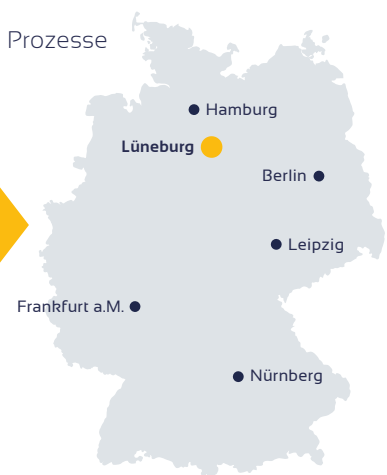 Prozesse
Hamburg
Lüneburg
Berlin
Leipzig
Frankfurt a.M.
Nürnberg